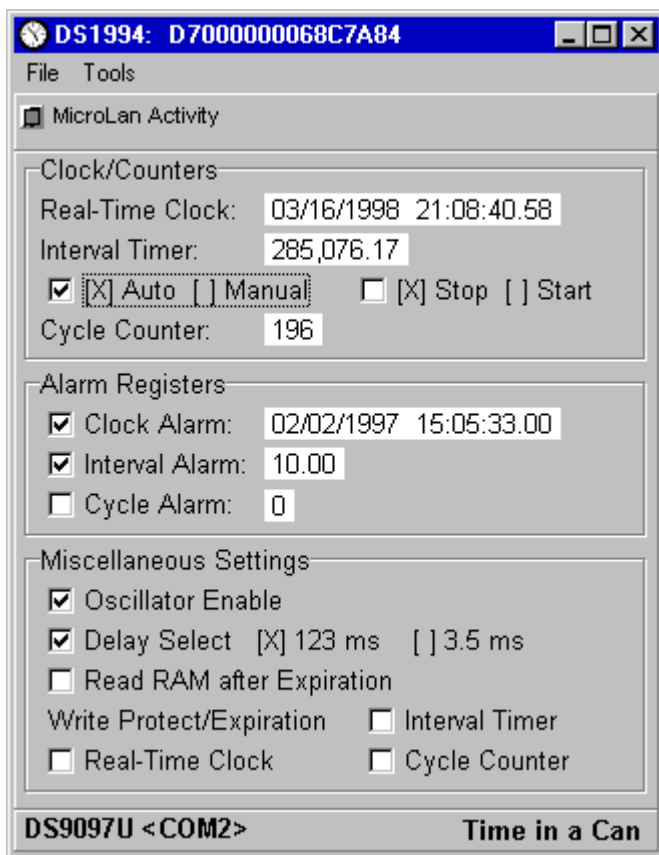 DS1994: D7000000068C7A84
File Tools
MicroLan Activity
Clock/Counters
Real-Time Clock: 03/16/1998 21:08:40.58
Interval Timer: 285,076.17
[X] Auto [ ] Manual [X] Stop [ ] Start
Cycle Counter: 196
Alarm Registers
Clock Alarm: 02/02/1997 15:05:33.00
Interval Alarm: 10.00
Cycle Alarm: 0
Miscellaneous Settings
Oscillator Enable
Delay Select [X] 123 ms [ ] 3.5 ms
Read RAM after Expiration
Write Protect/Expiration Interval Timer
Real-Time Clock Cycle Counter
DS9097U <COM2> Time in a Can